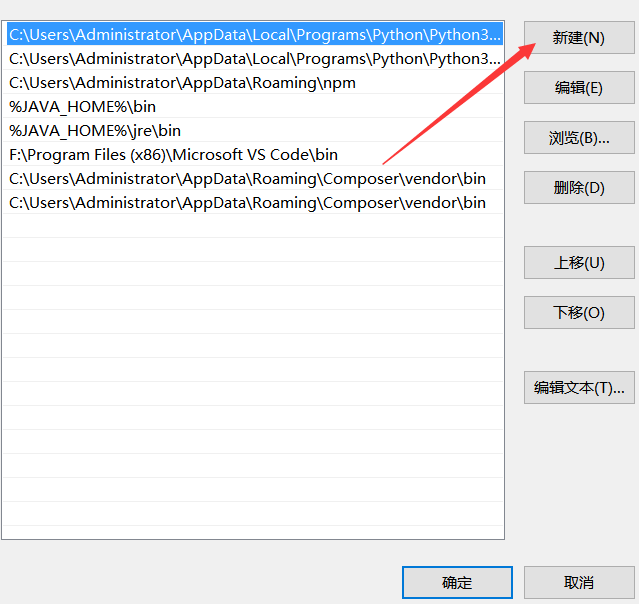 C:\Users\Administrator\AppData\Local\Programs\Python\Python3...
C:\Users\Administrator\AppData\Local\Programs\Python\Python3...
C:\Users\Administrator\AppData\Roaming\npm
%JAVA_HOME%\bin
%JAVA_HOME%\jre\bin
F:\Program Files (x86)\Microsoft VS Code\bin
C:\Users\Administrator\AppData\Roaming\Composer\vendor\bin
C:\Users\Administrator\AppData\Roaming\Composer\vendor\bin
新建(N)
编辑(E)
浏览(B)...
删除(D)
上移(U)
下移(O)
编辑文本(T)...
确定
取消